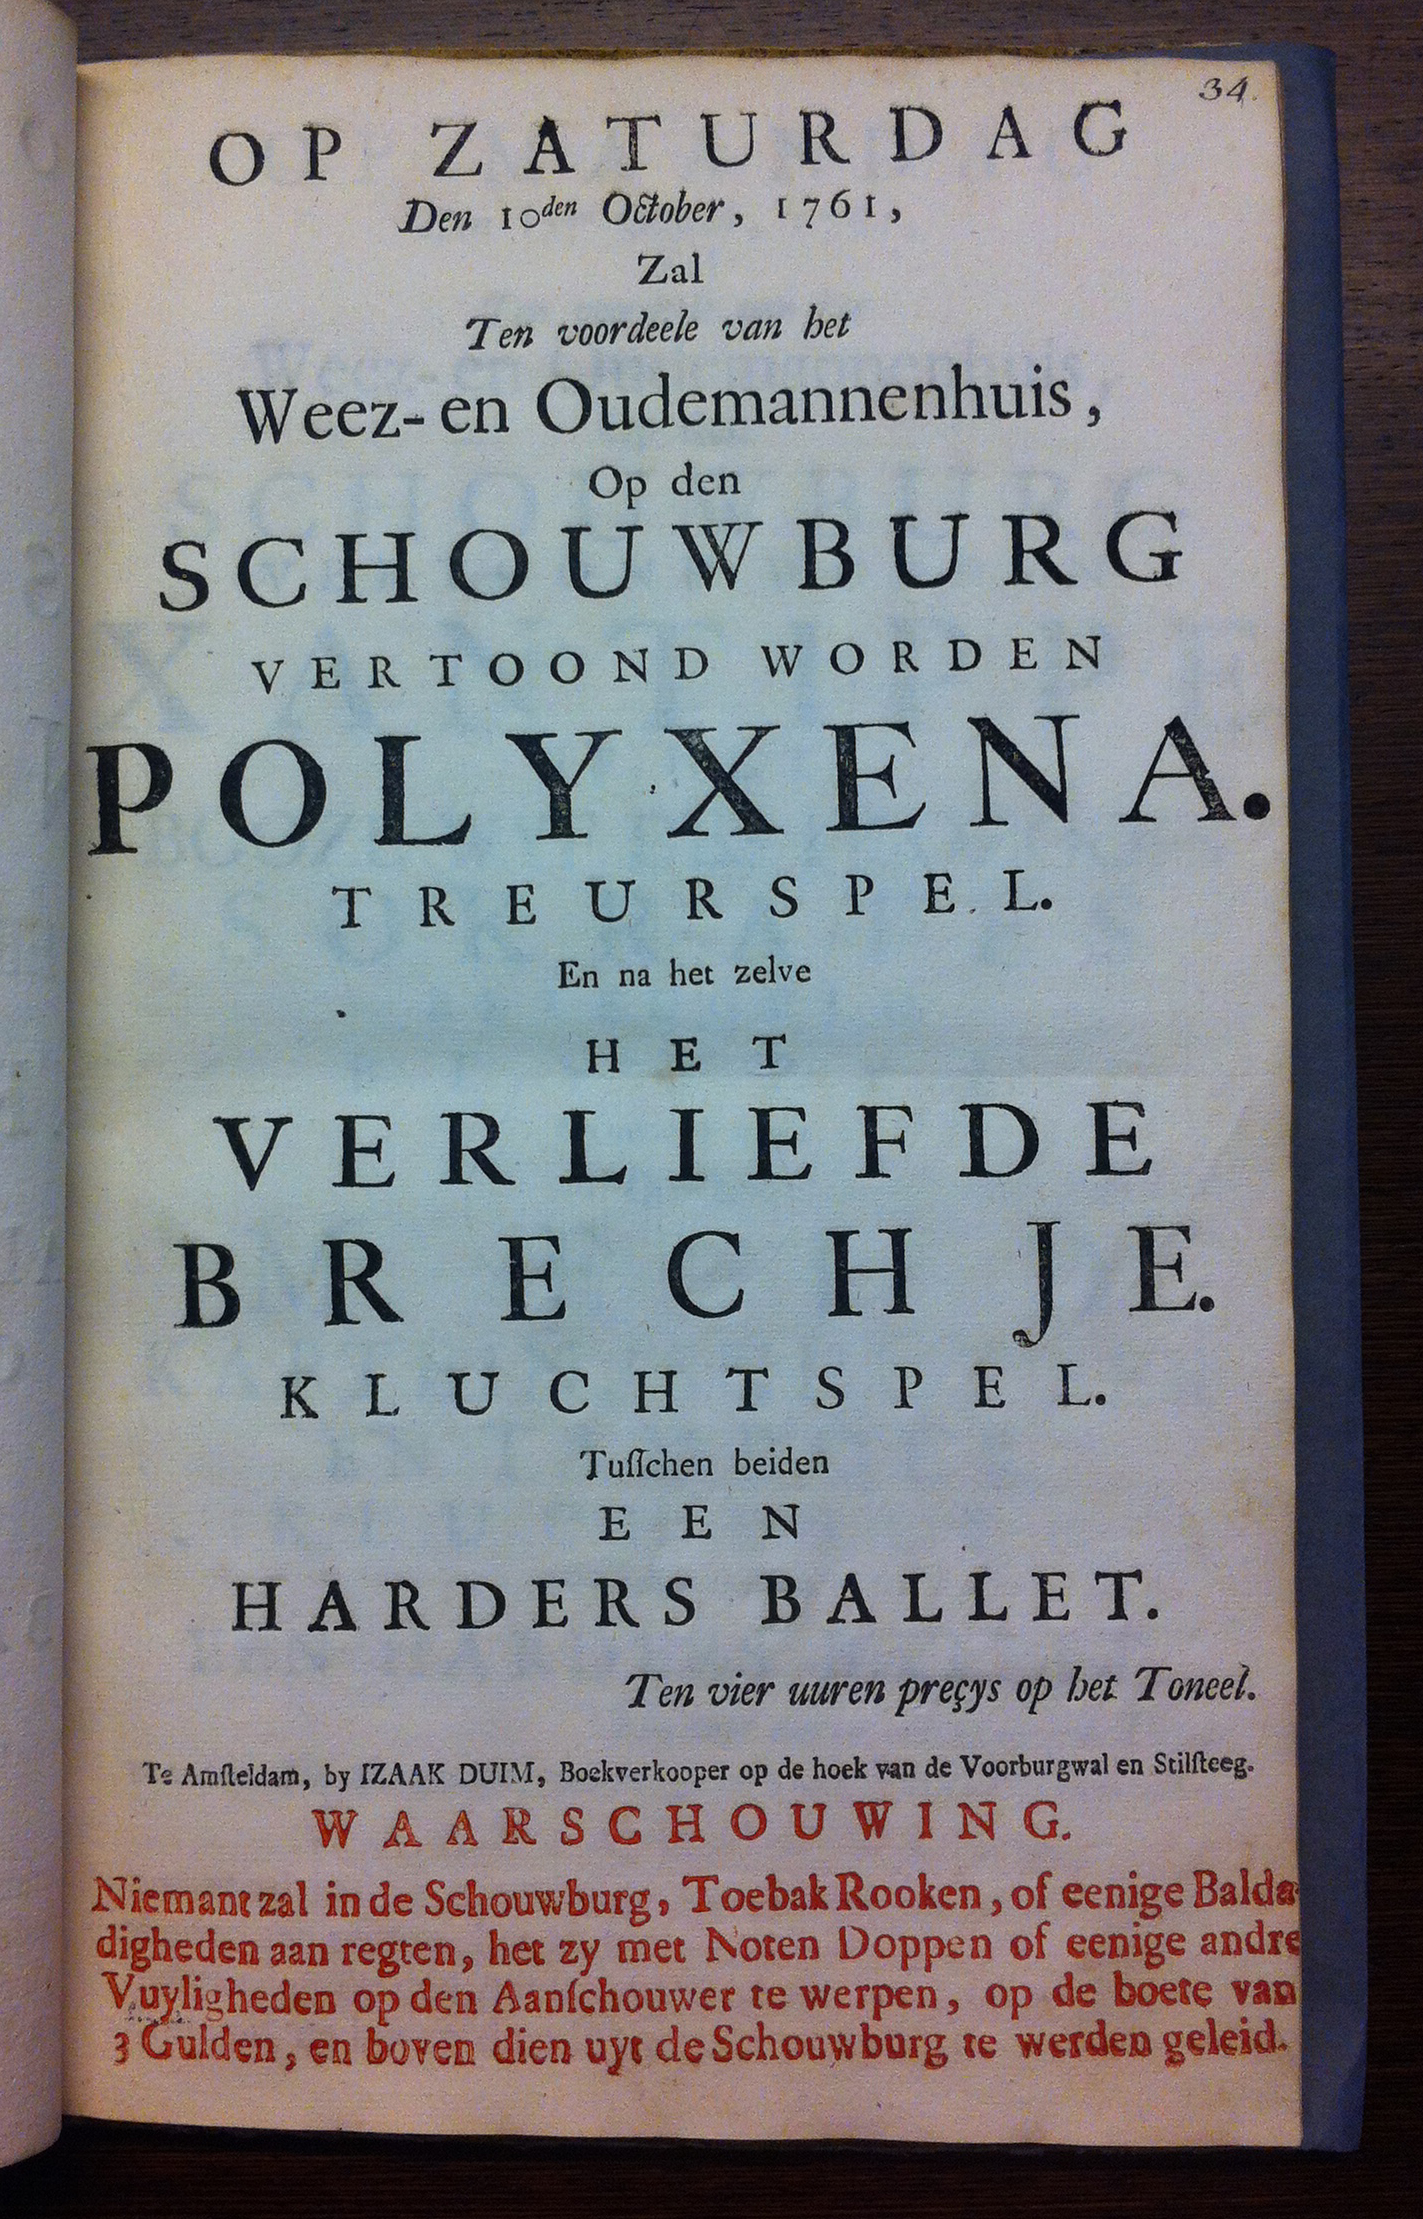 34.
OP ZATURDAG
Den 10den October, 1761,
Zal
Ten voordeele van het
Weez- en Oudemannenhuis,
Op den
SCHOUWBURG
VERTOOND WORDEN
POLYXENA.
TREURSPEL.
En na het zelve
HET
VERLIEFDE
BRECHJE.
KLUCHTSPEL.
Tuſſchen beiden
EEN
HARDERS BALLET.
Ten vier uuren preçys op het Toneel.
Te Amſteldam, by IZAAK DUIM, Boekverkooper op de hoek van de Voorburgwal en Stilſteeg.
WAARSCHOUWING.
Niemant zal in de Schouwburg, Toebak Rooken, of eenige Balda-
digheden aan regten, het zy met Noten Doppen of eenige andre
Vuyligheden op den Aanſchouwer te werpen, op de boete van
3 Gulden, en boven dien uyt de Schouwburg te werden geleid.